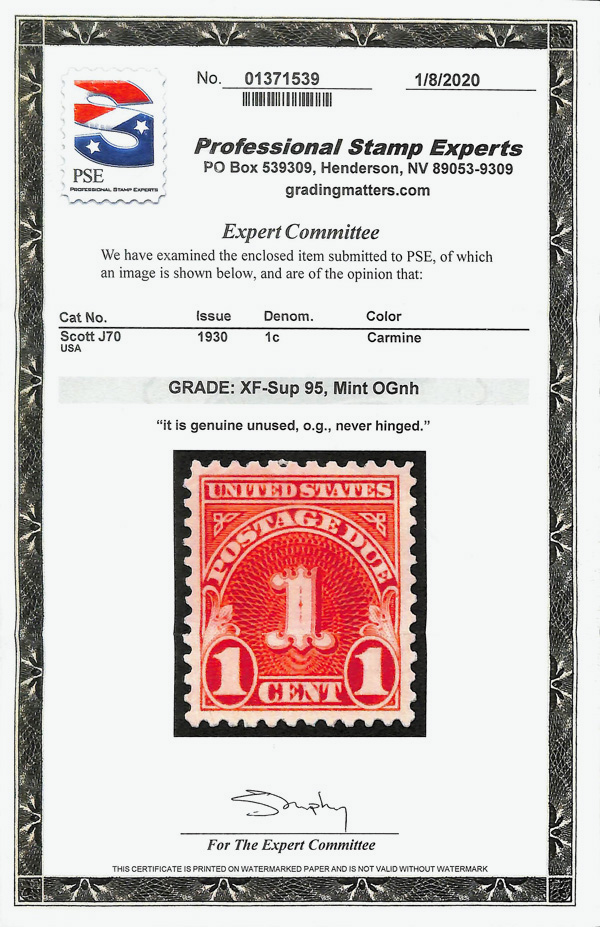 No. 01371539 1/8/2020
PSE
PROFESSIONAL STAMP EXPERTS
Professional Stamp Experts
PO Box 539309, Henderson, NV 89053-9309
gradingmatters.com
Expert Committee
We have examined the enclosed item submitted to PSE, of which
an image is shown below, and are of the opinion that:
Cat No. Issue Denom. Color
Scott J70 1930 1c Carmine
USA
GRADE: XF-Sup 95, Mint OGnh
“it is genuine unused, o.g., never hinged.”
UNITED STATES
POSTAGE DUE
1
1 CENT 1
For The Expert Committee
THIS CERTIFICATE IS PRINTED ON WATERMARKED PAPER AND IS NOT VALID WITHOUT WATERMARK